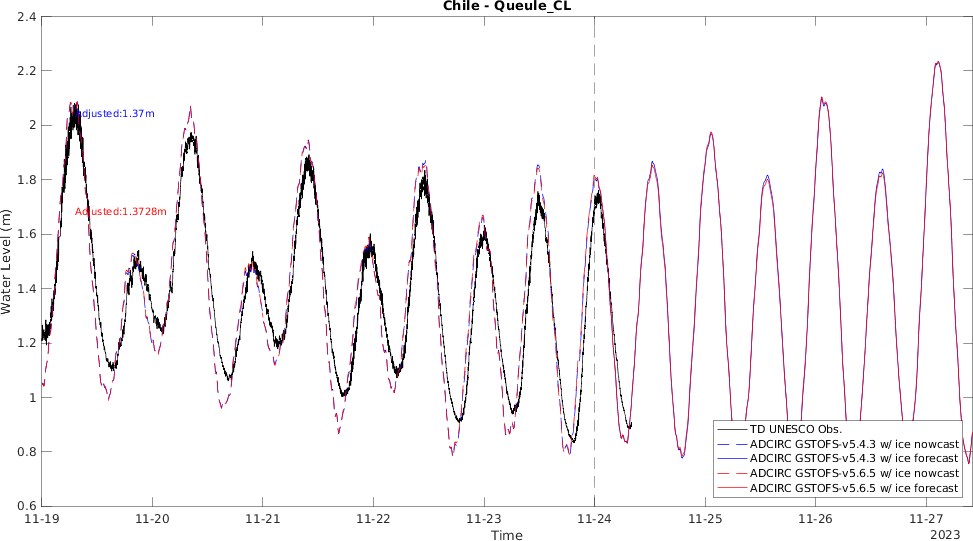 Chile - Queule_CL
2.4
2.2
2
1.8
1.6
1.4
1.2
1
0.8
0.6
Water Level (m)
Adjusted:1.37m
Adjusted:1.3728m
TD UNESCO Obs.
ADCIRC GSTOFS-v5.4.3 w/ ice nowcast
ADCIRC GSTOFS-v5.4.3 w/ ice forecast
ADCIRC GSTOFS-v5.6.5 w/ ice nowcast
ADCIRC GSTOFS-v5.6.5 w/ ice forecast
11-19 11-20 11-21 11-22 11-23 11-24 11-25 11-26 11-27
Time
2023